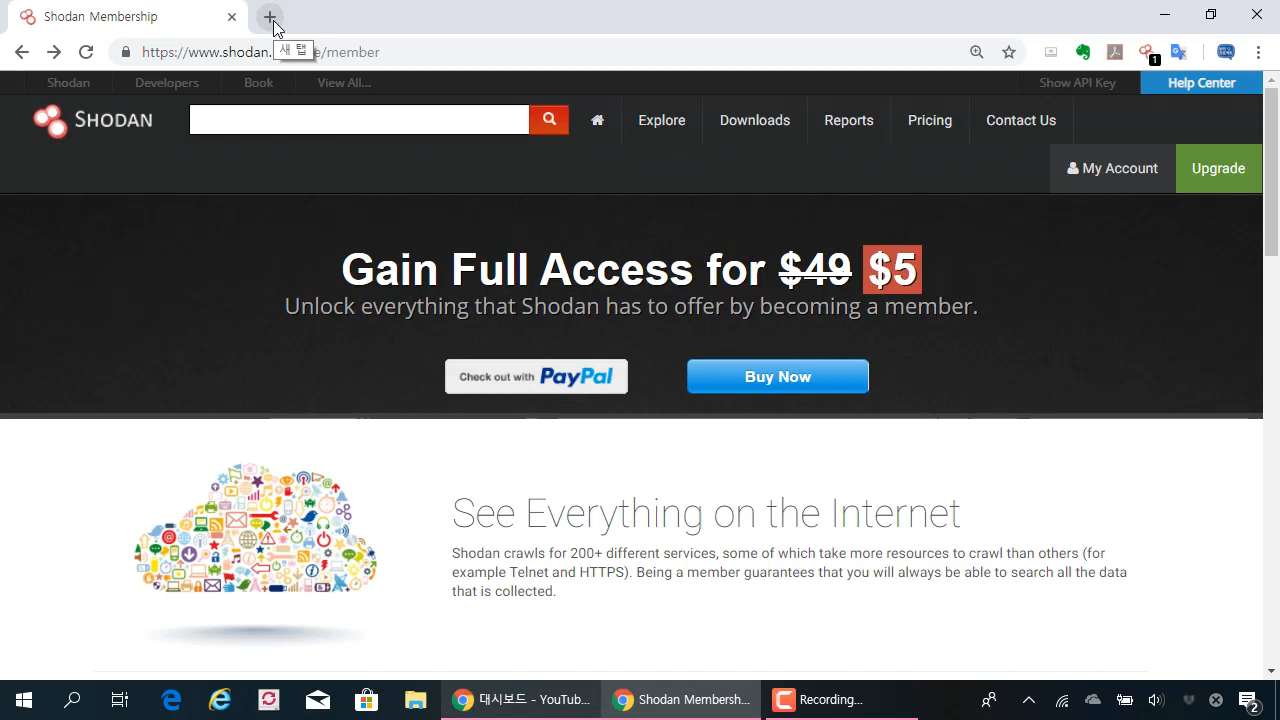 Shodan Membership
새 탭
https://www.shodan. e/member
1
Shodan Developers Book View All... Show API Key Help Center
SHODAN Explore Downloads Reports Pricing Contact Us
My Account Upgrade
Gain Full Access for $49 $5
Unlock everything that Shodan has to offer by becoming a member.
Check out with PayPal Buy Now
See Everything on the Internet
Shodan crawls for 200+ different services, some of which take more resources to crawl than others (for
example Telnet and HTTPS). Being a member guarantees that you will always be able to search all the data
that is collected.
대시보드 - YouTub... Shodan Membersh... Recording... 2